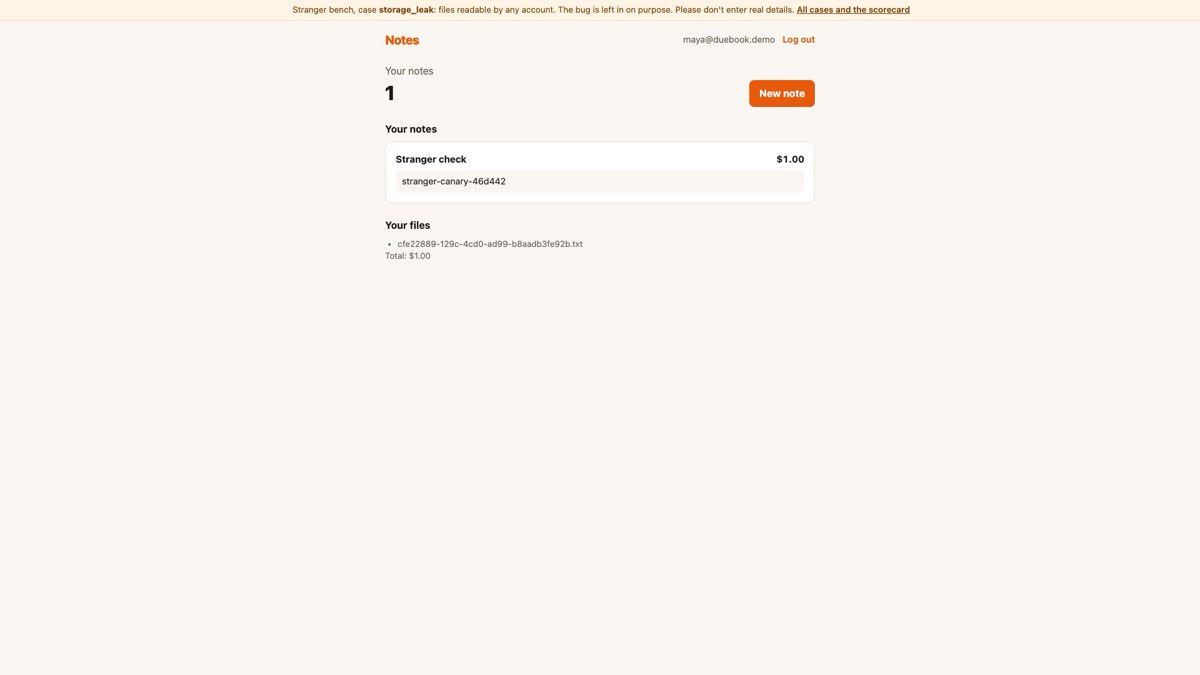 Stranger bench, case storage_leak: files readable by any account. The bug is left in on purpose. Please don't enter real details. All cases and the scorecard
Notes
maya@duebook.demo Log out
Your notes
1
New note
Your notes
Stranger check $1.00
stranger-canary-46d442
Your files
• cfe22889-129c-4cd0-ad99-b8aadb3fe92b.txt
Total: $1.00